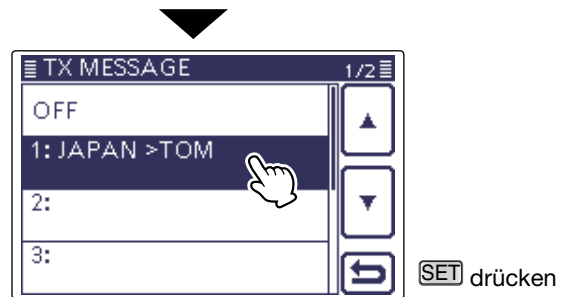 TX MESSAGE 1/2
OFF
1: JAPAN >TOM
2:
3:
SET drücken